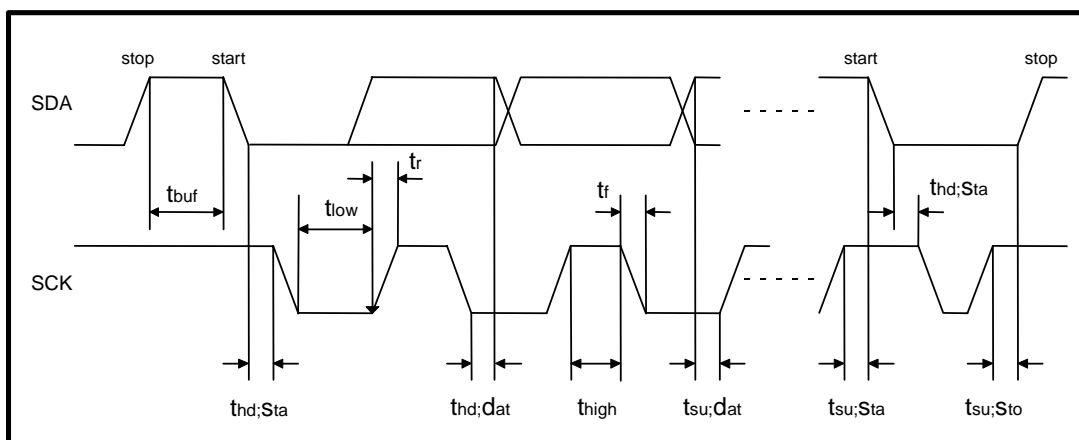 stop start start stop
SDA
tr
tf
thd;sta
tbuf
tlow
SCK
thd;sta thd;dat thigh tsu;dat tsu;sta tsu;sto